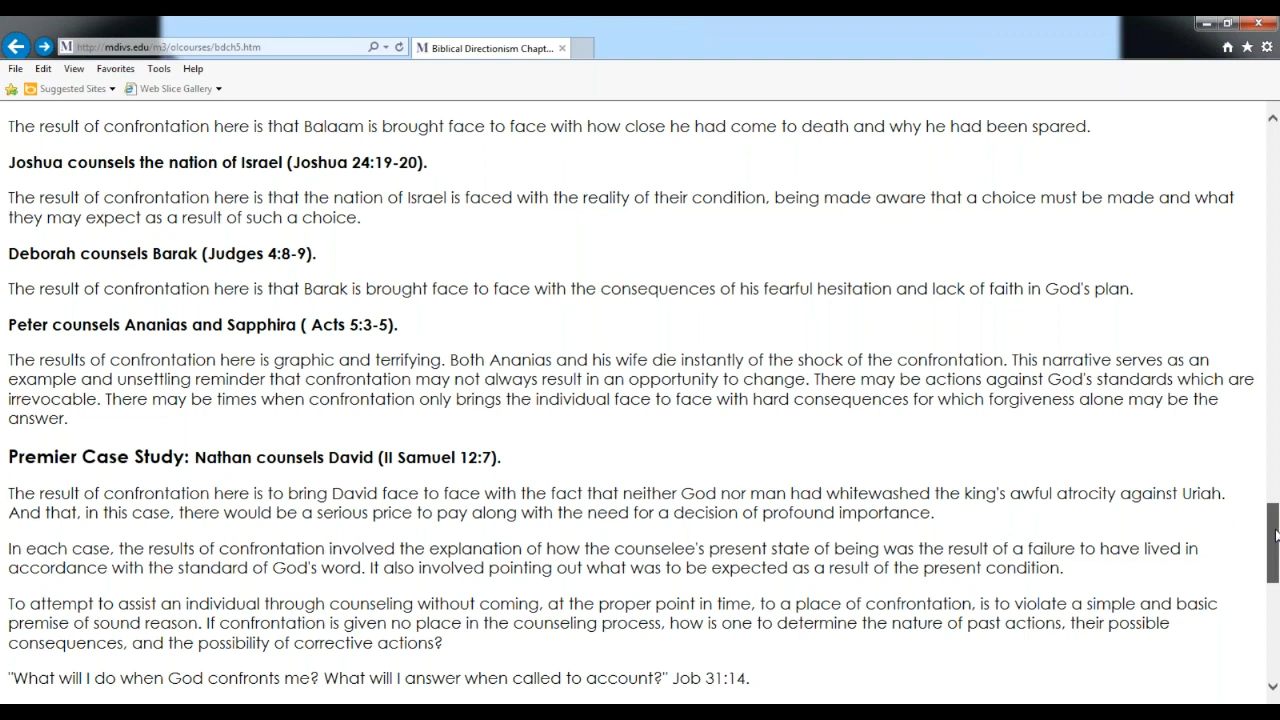 http://mdivs.edu/m3/olcourses/bdch5.htm
M Biblical Directionism Chapt...
File Edit View Favorites Tools Help
Suggested Sites Web Slice Gallery
The result of confrontation here is that Balaam is brought face to face with how close he had come to death and why he had been spared.
Joshua counsels the nation of Israel (Joshua 24:19-20).
The result of confrontation here is that the nation of Israel is faced with the reality of their condition, being made aware that a choice must be made and what
they may expect as a result of such a choice.
Deborah counsels Barak (Judges 4:8-9).
The result of confrontation here is that Barak is brought face to face with the consequences of his fearful hesitation and lack of faith in God's plan.
Peter counsels Ananias and Sapphira ( Acts 5:3-5).
The results of confrontation here is graphic and terrifying. Both Ananias and his wife die instantly of the shock of the confrontation. This narrative serves as an
example and unsettling reminder that confrontation may not always result in an opportunity to change. There may be actions against God's standards which are
irrevocable. There may be times when confrontation only brings the individual face to face with hard consequences for which forgiveness alone may be the
answer.
Premier Case Study: Nathan counsels David (II Samuel 12:7).
The result of confrontation here is to bring David face to face with the fact that neither God nor man had whitewashed the king's awful atrocity against Uriah.
And that, in this case, there would be a serious price to pay along with the need for a decision of profound importance.
In each case, the results of confrontation involved the explanation of how the counselee's present state of being was the result of a failure to have lived in
accordance with the standard of God's word. It also involved pointing out what was to be expected as a result of the present condition.
To attempt to assist an individual through counseling without coming, at the proper point in time, to a place of confrontation, is to violate a simple and basic
premise of sound reason. If confrontation is given no place in the counseling process, how is one to determine the nature of past actions, their possible
consequences, and the possibility of corrective actions?
"What will I do when God confronts me? What will I answer when called to account?" Job 31:14.